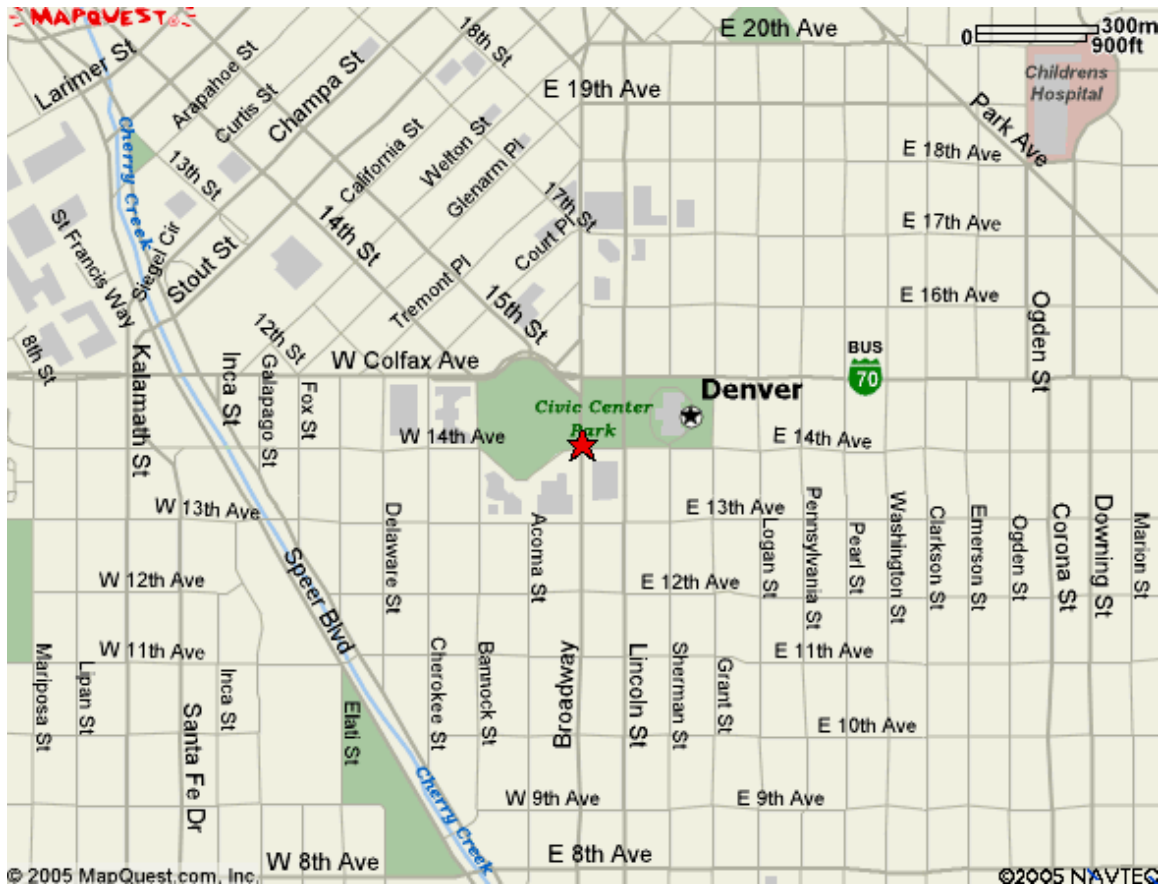 MAPQUEST®
E 20th Ave
0 300m
900ft
Larimer St
18th St
Arapahoe St
Curtis St
Champa St
E 19th Ave
Childrens
Hospital
Park Ave
Cherry Creek
13th St
California St
Welton St
Glenarm Pl
E 18th Ave
St Francis Way
Siegel Cir
Stout St
14th St
17th St
Court Pl
E 17th Ave
Tremont Pl
15th St
E 16th Ave
Ogden St
8th St
Kalamath St
12th St
W Colfax Ave
BUS
70
Inca St
Galapago St
Fox St
Civic Center
Park
Denver
W 14th Ave
E 14th Ave
W 13th Ave
Delaware St
Acoma St
E 13th Ave
Logan St
Pennsylvania St
Pearl St
Washington St
Clarkson St
Emerson St
Ogden St
Corona St
Downing St
Marion St
Speer Blvd
W 12th Ave
E 12th Ave
W 11th Ave
E 11th Ave
Mariposa St
Lipan St
Santa Fe Dr
Inca St
Elati St
Cherokee St
Bannock St
Broadway
Lincoln St
Sherman St
Grant St
E 10th Ave
Cherry Creek
W 9th Ave
E 9th Ave
W 8th Ave
E 8th Ave
© 2005 MapQuest.com, Inc.
©2005 NAVTEQ